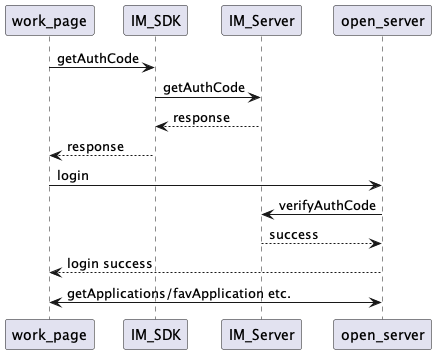 work_page IM_SDK IM_Server open_server
getAuthCode
getAuthCode
response
response
login
verifyAuthCode
success
login success
getApplications/favApplication etc.
work_page IM_SDK IM_Server open_server